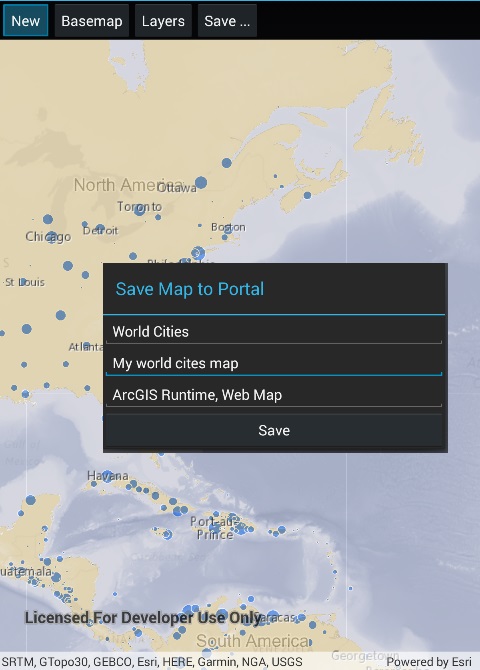 New Basemap Layers Save ...
North America
Ottawa
Toronto
Chicago Detroit Boston
St Louis
Atlanta
Save Map to Portal
World Cities
My world cites map
ArcGIS Runtime, Web Map
Save
Havana
Port-au-
Prince
uatemala
Licensed For Developer Use Only
aracas
South America
Georgetown
SRTM, GTopo30, GEBCO, Esri, HERE, Garmin, NGA, USGS Powered by Esri